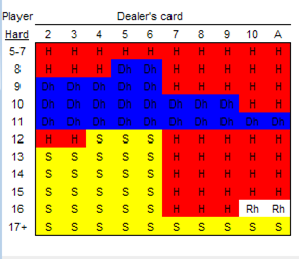 Player Dealer's card
Hard 2 3 4 5 6 7 8 9 10 A
5-7 H H H H H H H H H H
8 H H H Dh Dh H H H H H
9 Dh Dh Dh Dh Dh H H H H H
10 Dh Dh Dh Dh Dh Dh Dh Dh H H
11 Dh Dh Dh Dh Dh Dh Dh Dh Dh Dh
12 H H S S S H H H H H
13 S S S S S H H H H H
14 S S S S S H H H H H
15 S S S S S H H H H H
16 S S S S S H H H Rh Rh
17+ S S S S S S S S S S